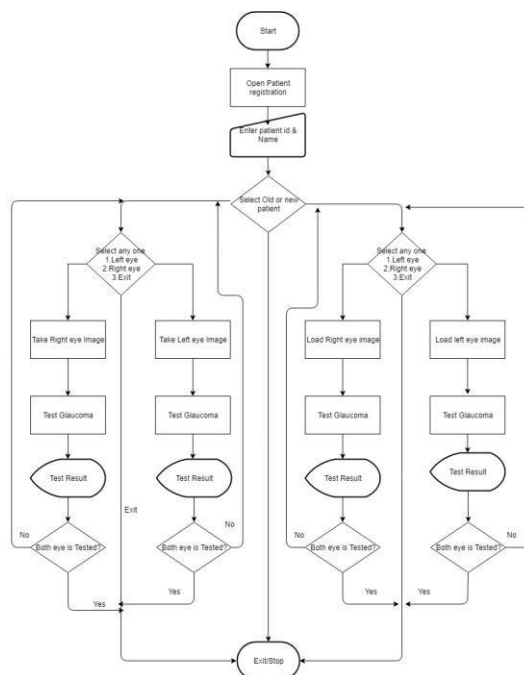 Start
Open Patient
registration
Enter patient id &
Name
Select Old or new
patient
Select any one
1.Left eye
2.Right eye
3.Exit
Select any one
1.Left eye
2.Right eye
3.Exit
Take Right eye Image
Take Left eye Image
Load Right eye image
Load left eye image
Test Glaucoma
Test Glaucoma
Test Glaucoma
Test Glaucoma
Test Result
Test Result
Test Result
Test Result
Exit
No
No
No
No
Both eye is Tested?
Both eye is Tested?
Both eye is Tested?
Both eye is Tested?
Yes
Yes
Yes
Yes
Exit/Stop